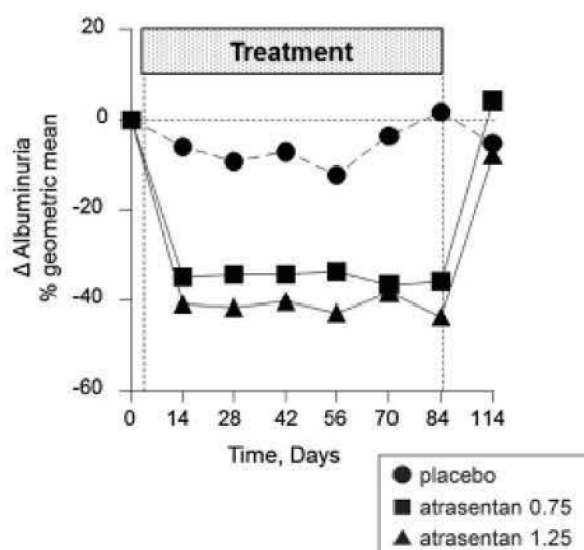 20
Treatment
0
-20
-40
-60
Δ Albuminuria
% geometric mean
0 14 28 42 56 70 84 114
Time, Days
placebo
atrasentan 0.75
atrasentan 1.25